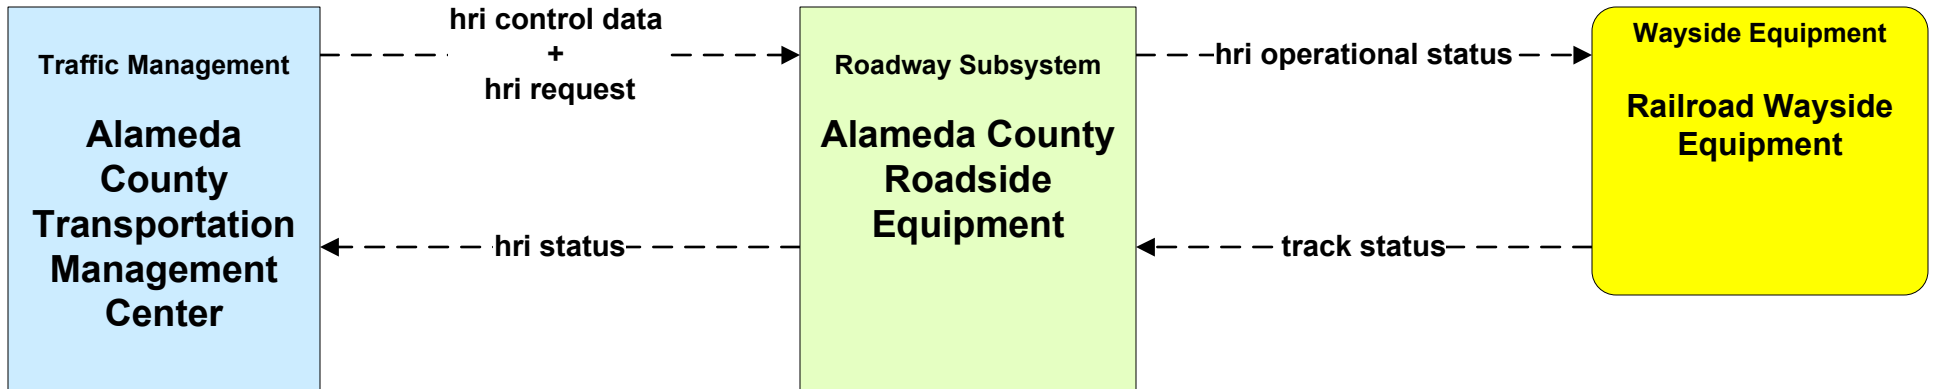 Traffic Management
Alameda
County
Transportation
Management
Center
hri control data
+
hri request
hri status
Roadway Subsystem
Alameda County
Roadside
Equipment
hri operational status
track status
Wayside Equipment
Railroad Wayside
Equipment